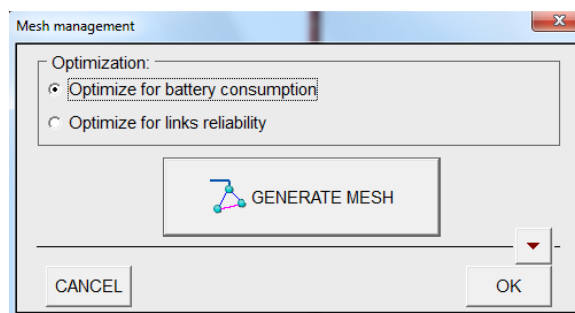 Mesh management
x
Optimization:
Optimize for battery consumption
Optimize for links reliability
GENERATE MESH
CANCEL
OK